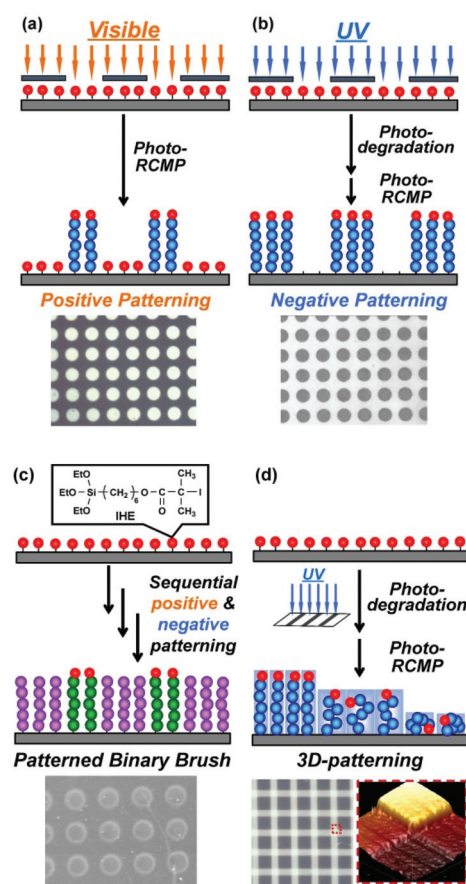 (a)
Visible
Photo-
RCMP
Positive Patterning
(b)
UV
Photo-
degradation
Photo-
RCMP
Negative Patterning
(c)
EtO
EtO
EtO
Si
(CH2)6
O
C
O
CH3
C
I
CH3
IHE
Sequential
positive &
negative
patterning
Patterned Binary Brush
(d)
UV
Photo-
degradation
Photo-
RCMP
3D-patterning